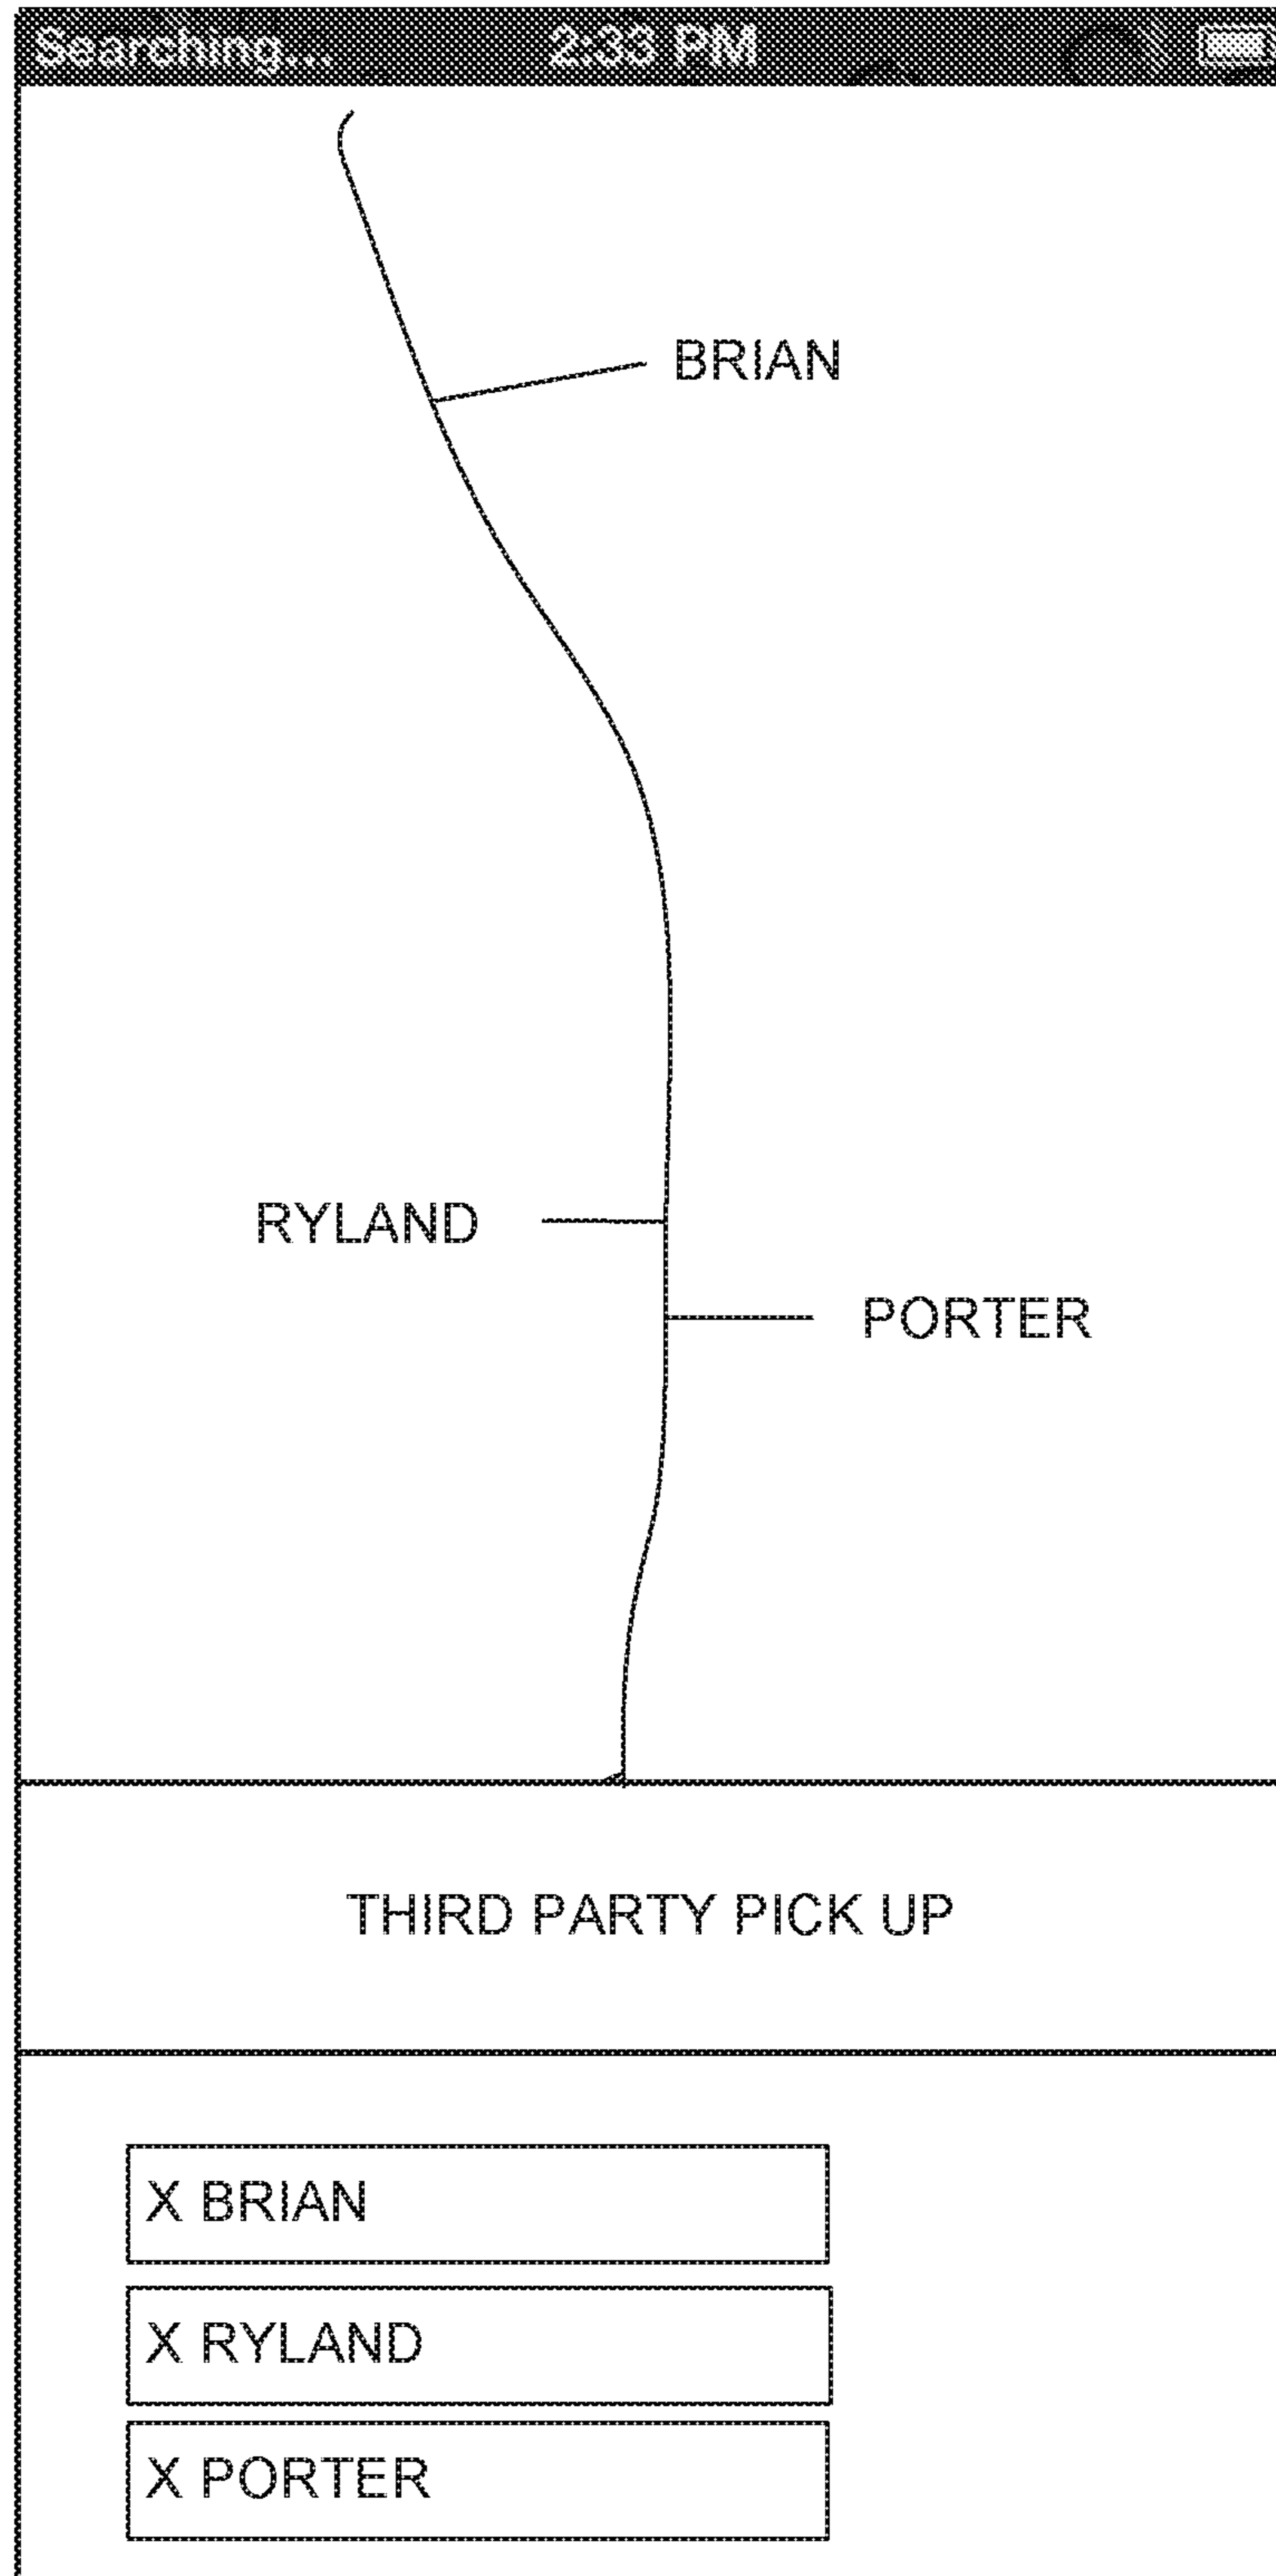 Searching... 2:33 PM
BRIAN
RYLAND
PORTER
THIRD PARTY PICK UP
X BRIAN
X RYLAND
X PORTER